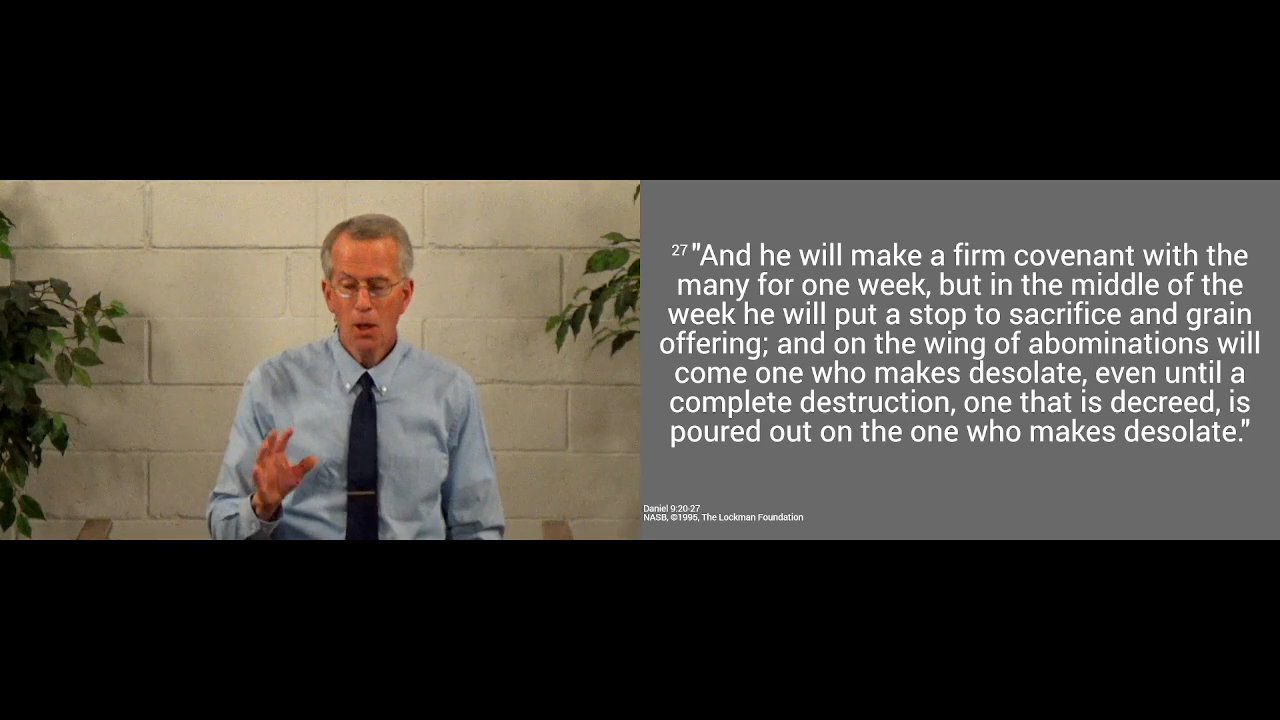 27 "And he will make a firm covenant with the
many for one week, but in the middle of the
week he will put a stop to sacrifice and grain
offering; and on the wing of abominations will
come one who makes desolate, even until a
complete destruction, one that is decreed, is
poured out on the one who makes desolate."
Daniel 9:20-27
NASB, ©1995, The Lockman Foundation